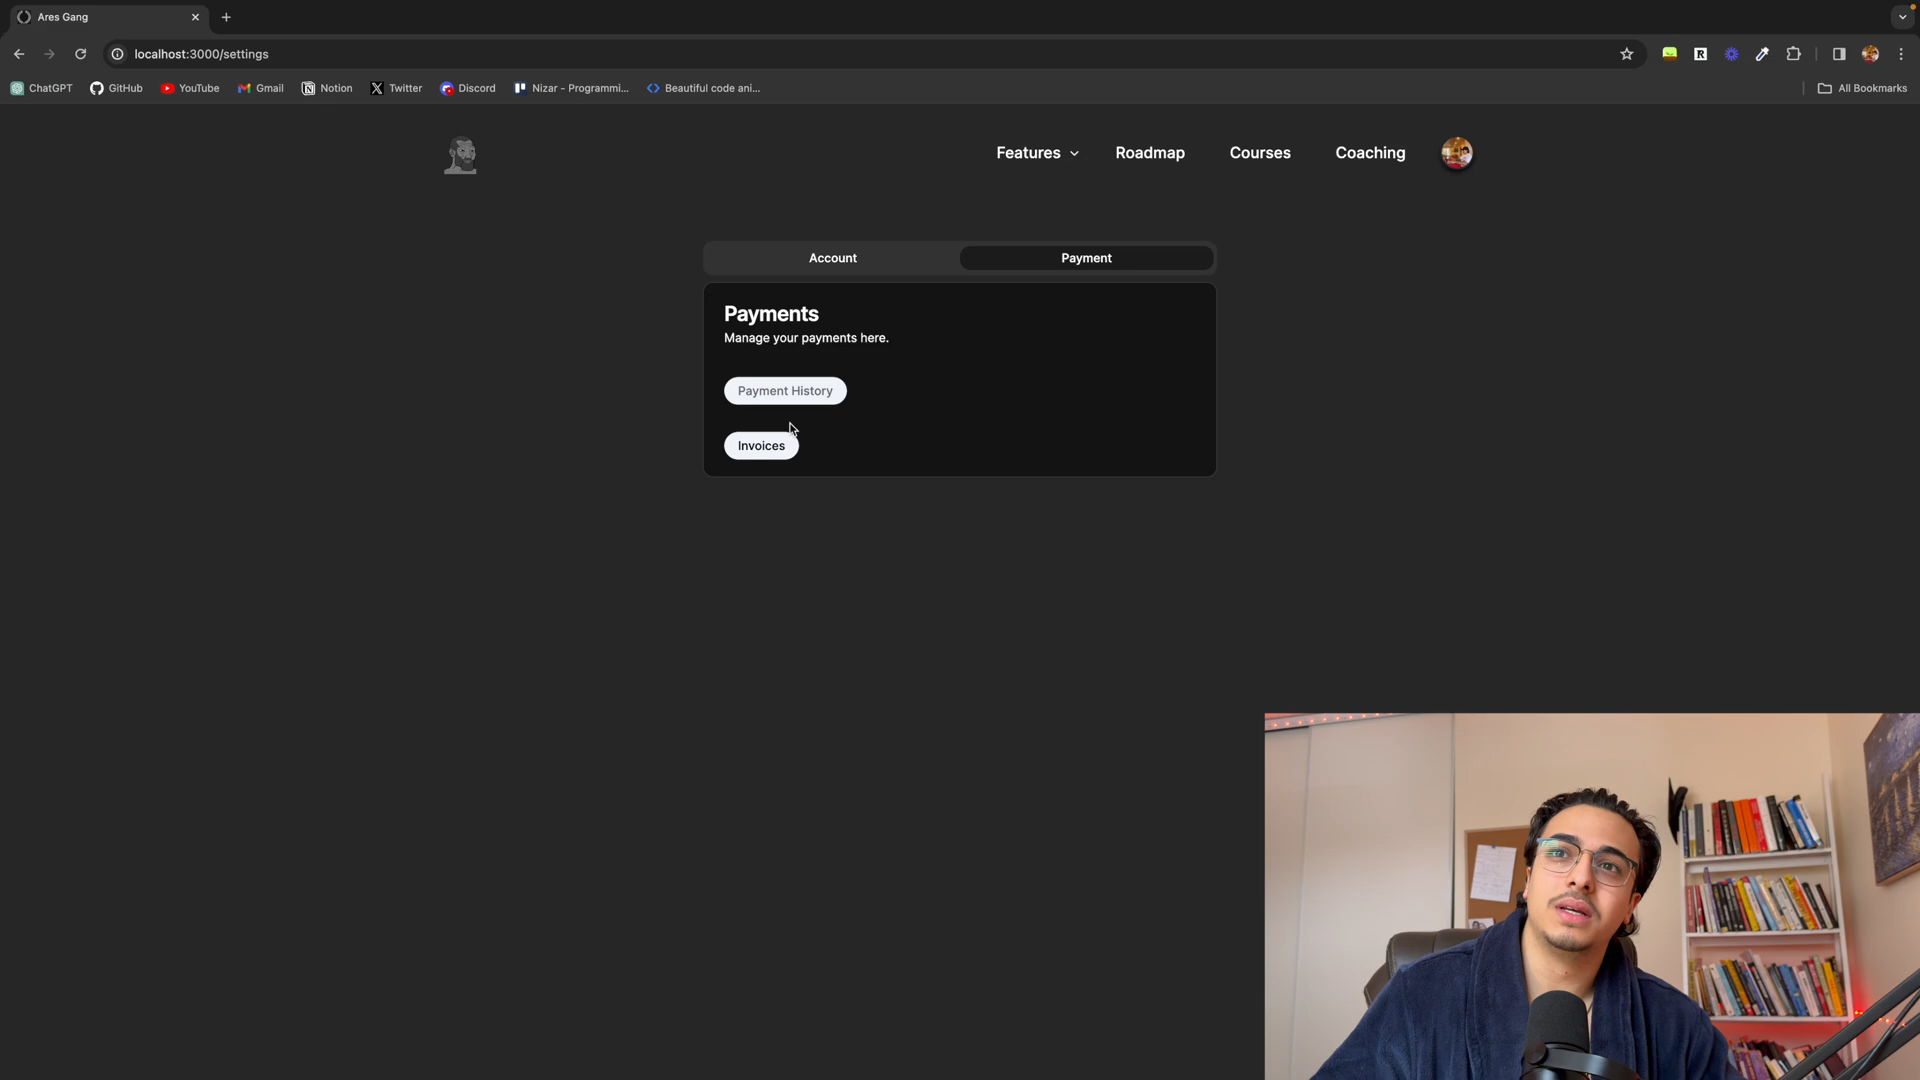 Ares Gang
localhost:3000/settings
ChatGPT
GitHub
YouTube
Gmail
Notion
Twitter
Discord
Nizar - Programmi...
Beautiful code ani...
All Bookmarks
Features
Roadmap
Courses
Coaching
Account
Payment
Payments
Manage your payments here.
Payment History
Invoices